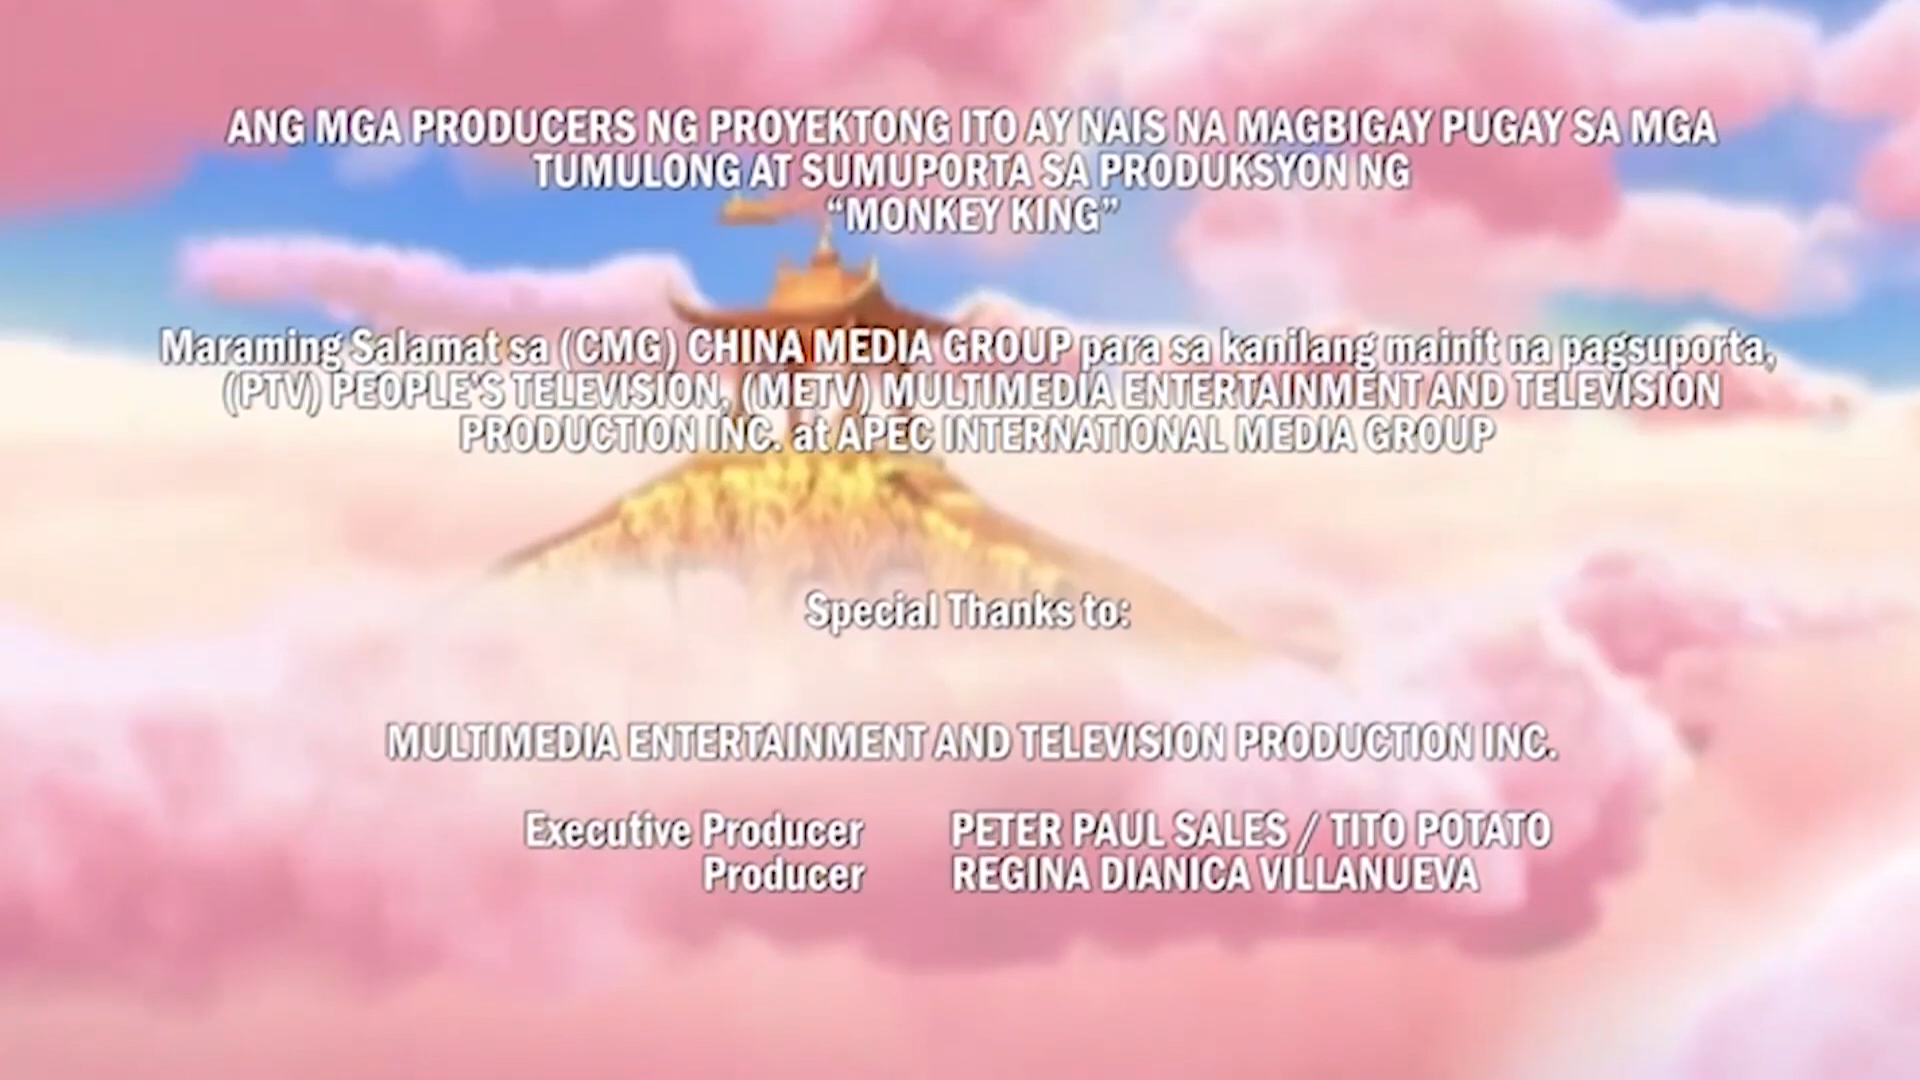 ANG MGA PRODUCERS NG PROYEKTONG ITO AY NAIS NA MAGBIGAY PUGAY SA MGA
TUMULONG AT SUMUPORTA SA PRODUKSYON NG
“MONKEY KING”
Maraming Salamat sa (CMG) CHINA MEDIA GROUP para sa kanilang mainit na pagsuporta,
(PTV) PEOPLE'S TELEVISION, (METV) MULTIMEDIA ENTERTAINMENT AND TELEVISION
PRODUCTION INC. at APEC INTERNATIONAL MEDIA GROUP
Special Thanks to:
MULTIMEDIA ENTERTAINMENT AND TELEVISION PRODUCTION INC.
Executive Producer PETER PAUL SALES / TITO POTATO
Producer REGINA DIANICA VILLANUEVA